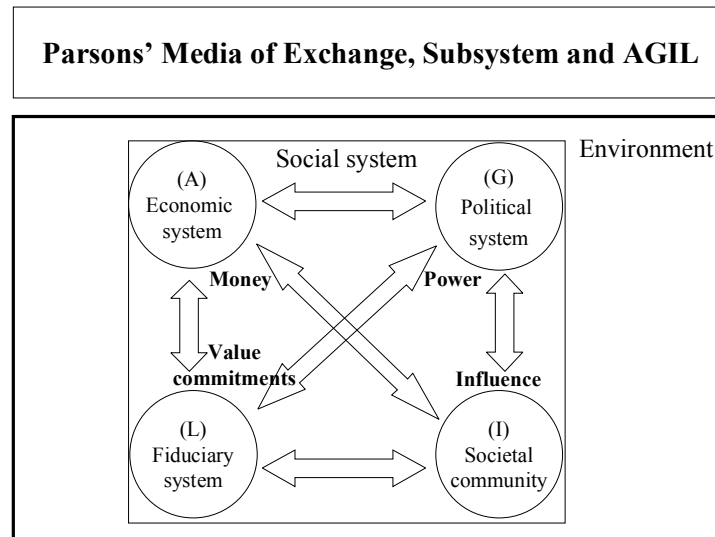 Parsons’ Media of Exchange, Subsystem and AGIL
Environment
Social system
(A)
Economic
system
(G)
Political
system
Money
Power
Value
commitments
Influence
(L)
Fiduciary
system
(I)
Societal
community